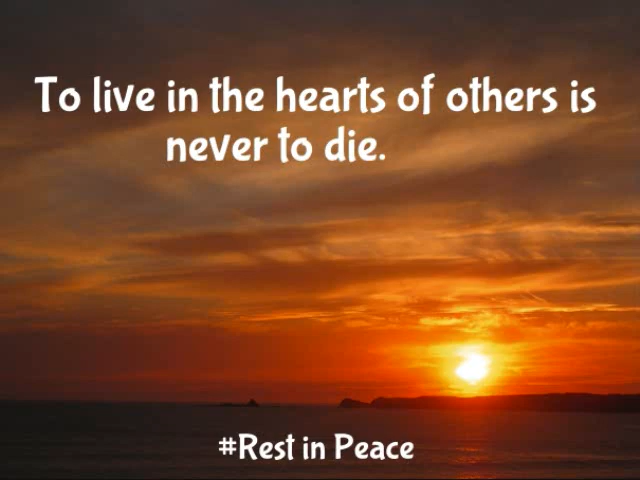 To live in the hearts of others is
never to die.
#Rest in Peace